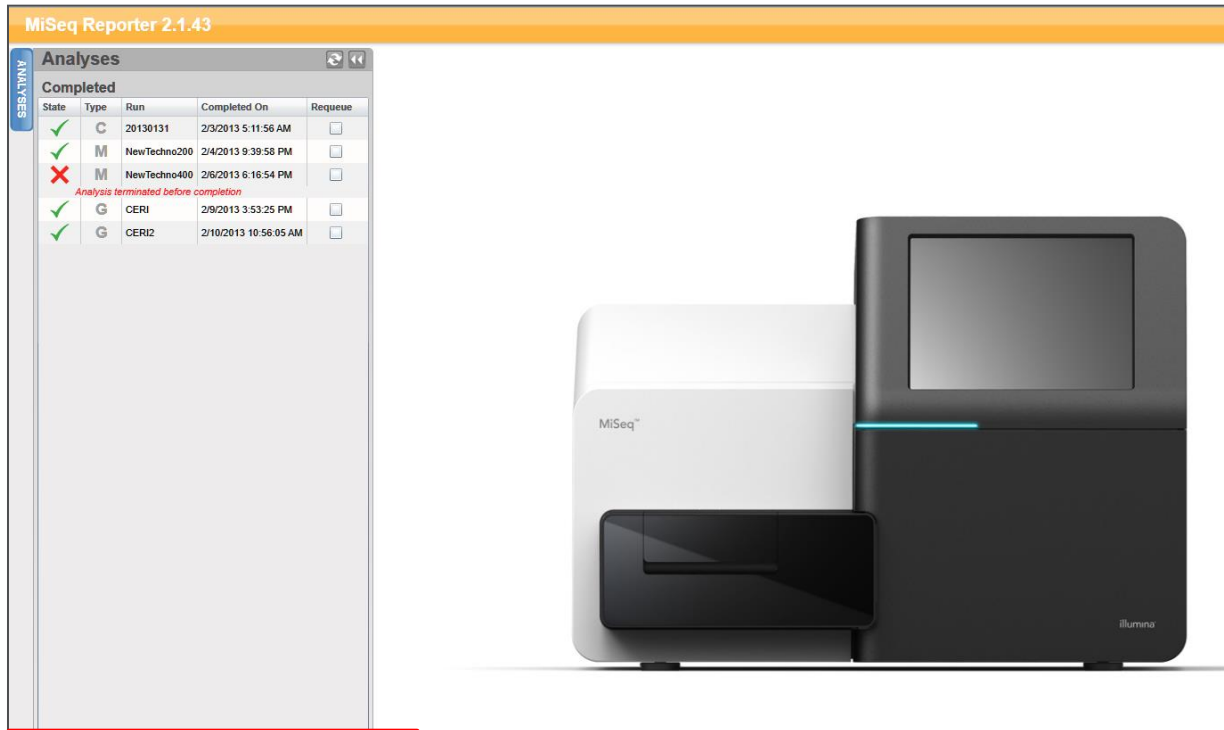 MiSeq Reporter 2.1.43
ANALYSES
Analyses
Completed
State Type Run Completed On Requeue
C 20130131 2/3/2013 5:11:56 AM
M NewTechno200 2/4/2013 9:39:58 PM
M NewTechno400 2/6/2013 6:16:54 PM
Analysis terminated before completion
G CERI 2/9/2013 3:53:25 PM
G CERI2 2/10/2013 10:56:05 AM
MiSeq™
illumina